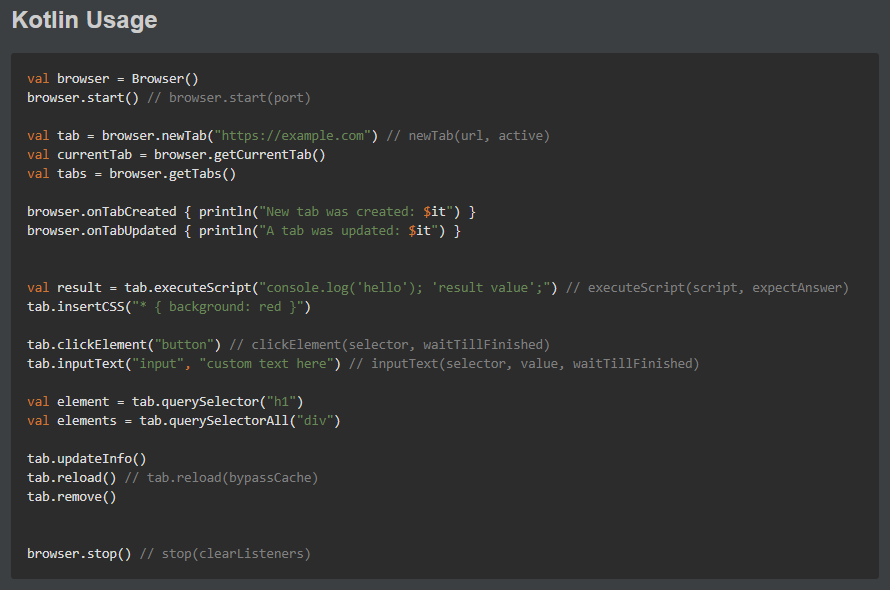 Kotlin Usage
val browser = Browser()
browser.start() // browser.start(port)
val tab = browser.newTab("https://example.com") // newTab(url, active)
val currentTab = browser.getCurrentTab()
val tabs = browser.getTabs()
browser.onTabCreated { println("New tab was created: $it") }
browser.onTabUpdated { println("A tab was updated: $it") }
val result = tab.executeScript("console.log('hello'); 'result value';") // executeScript(script, expectAnswer)
tab.insertCSS("* { background: red }")
tab.clickElement("button") // clickElement(selector, waitTillFinished)
tab.inputText("input", "custom text here") // inputText(selector, value, waitTillFinished)
val element = tab.querySelector("h1")
val elements = tab.querySelectorAll("div")
tab.updateInfo()
tab.reload() // tab.reload(bypassCache)
tab.remove()
browser.stop() // stop(clearListeners)